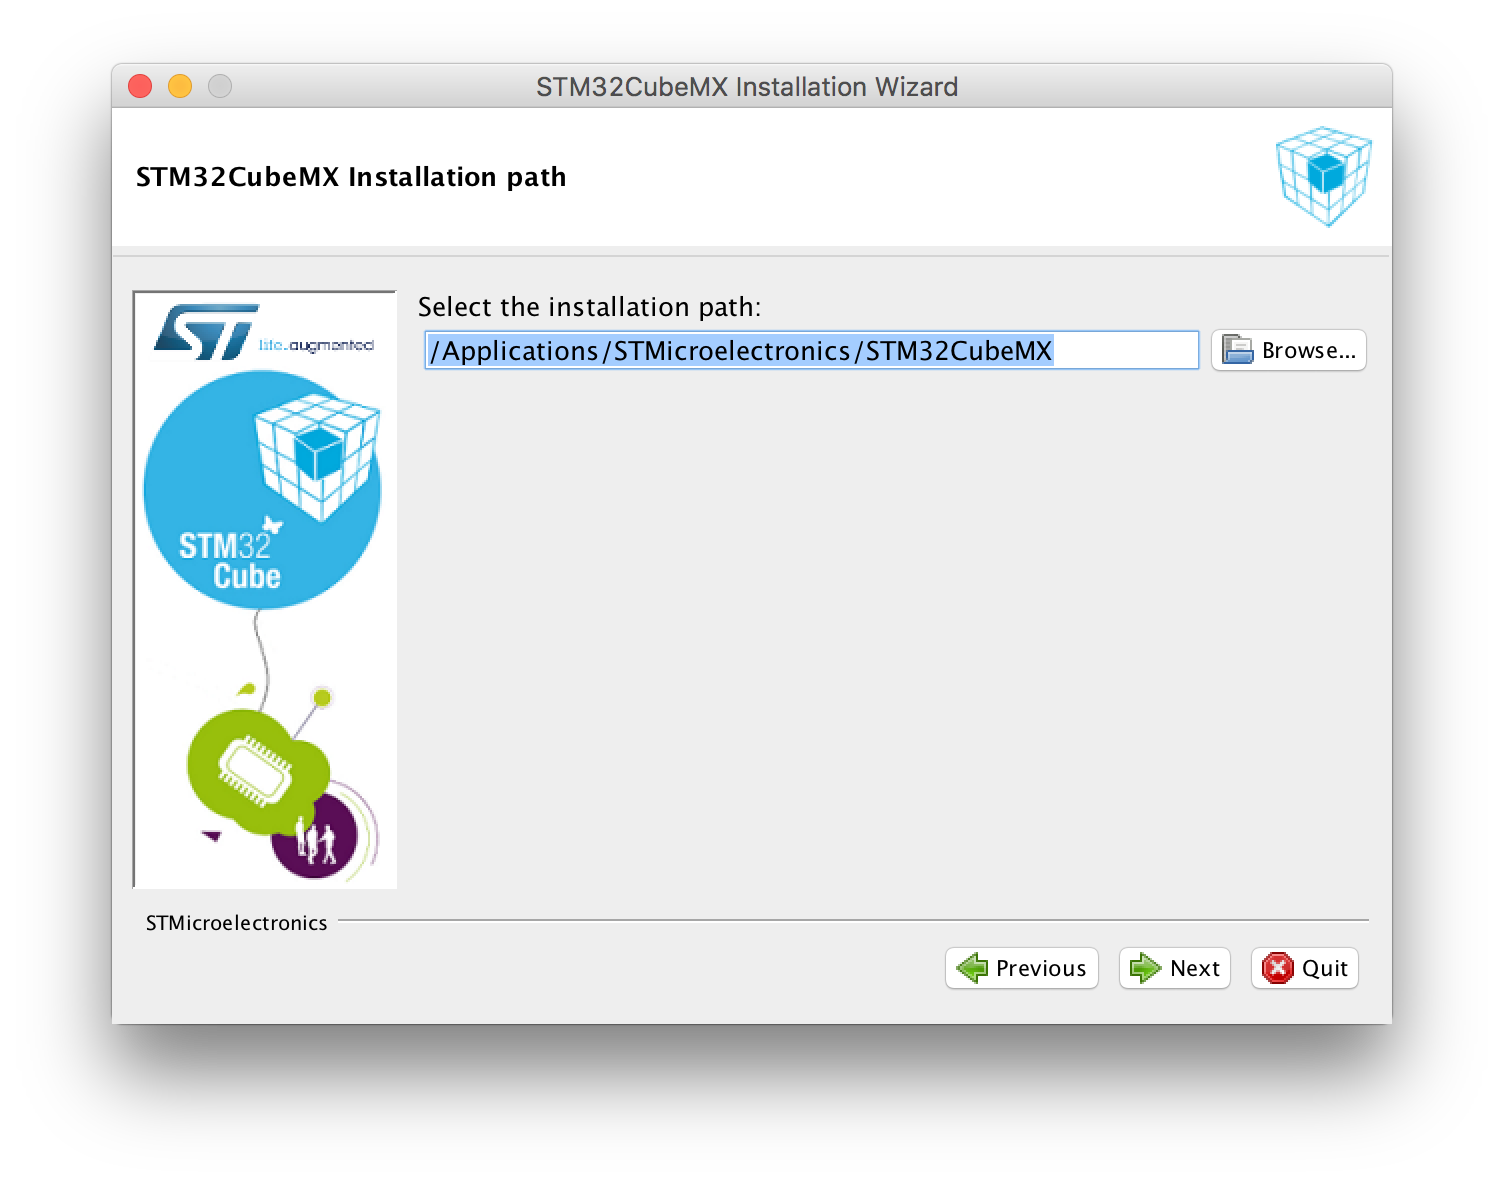 STM32CubeMX Installation Wizard
STM32CubeMX Installation path
ST life.augmented
STM32
Cube
Select the installation path:
/Applications/STMicroelectronics/STM32CubeMX
Browse...
STMicroelectronics
Previous
Next
Quit